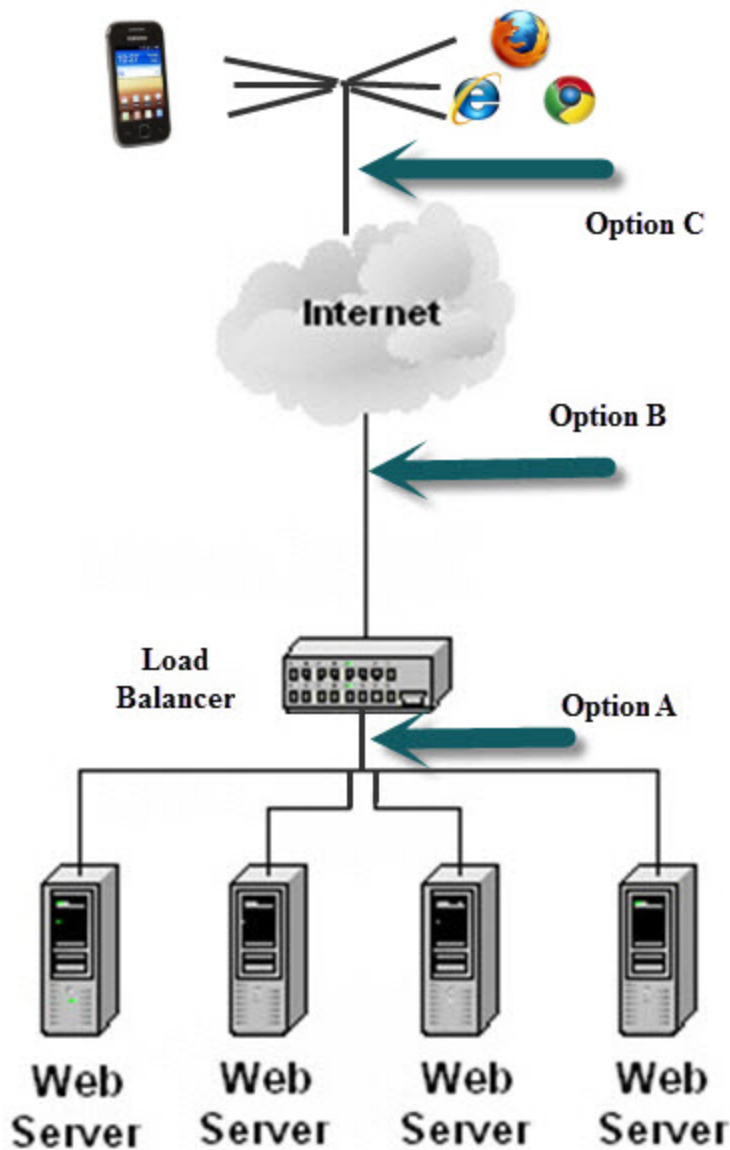 Option C
Internet
Option B
Load
Balancer
Option A
Web
Server
Web
Server
Web
Server
Web
Server